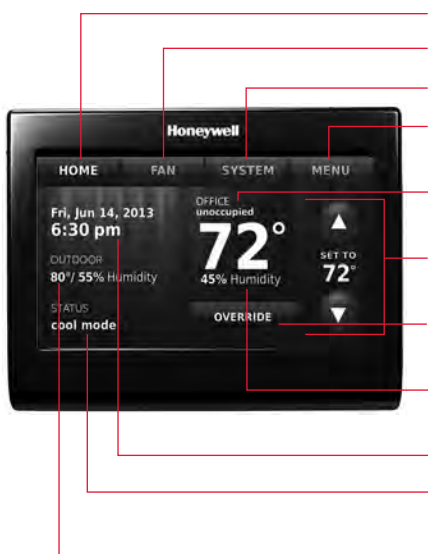 Honeywell
HOME FAN SYSTEM MENU
Fri, Jun 14, 2013
6:30 pm
OUTDOOR
80°/ 55% Humidity
STATUS
cool mode
OFFICE
unoccupied
72°
45% Humidity
OVERRIDE
SET TO
72°